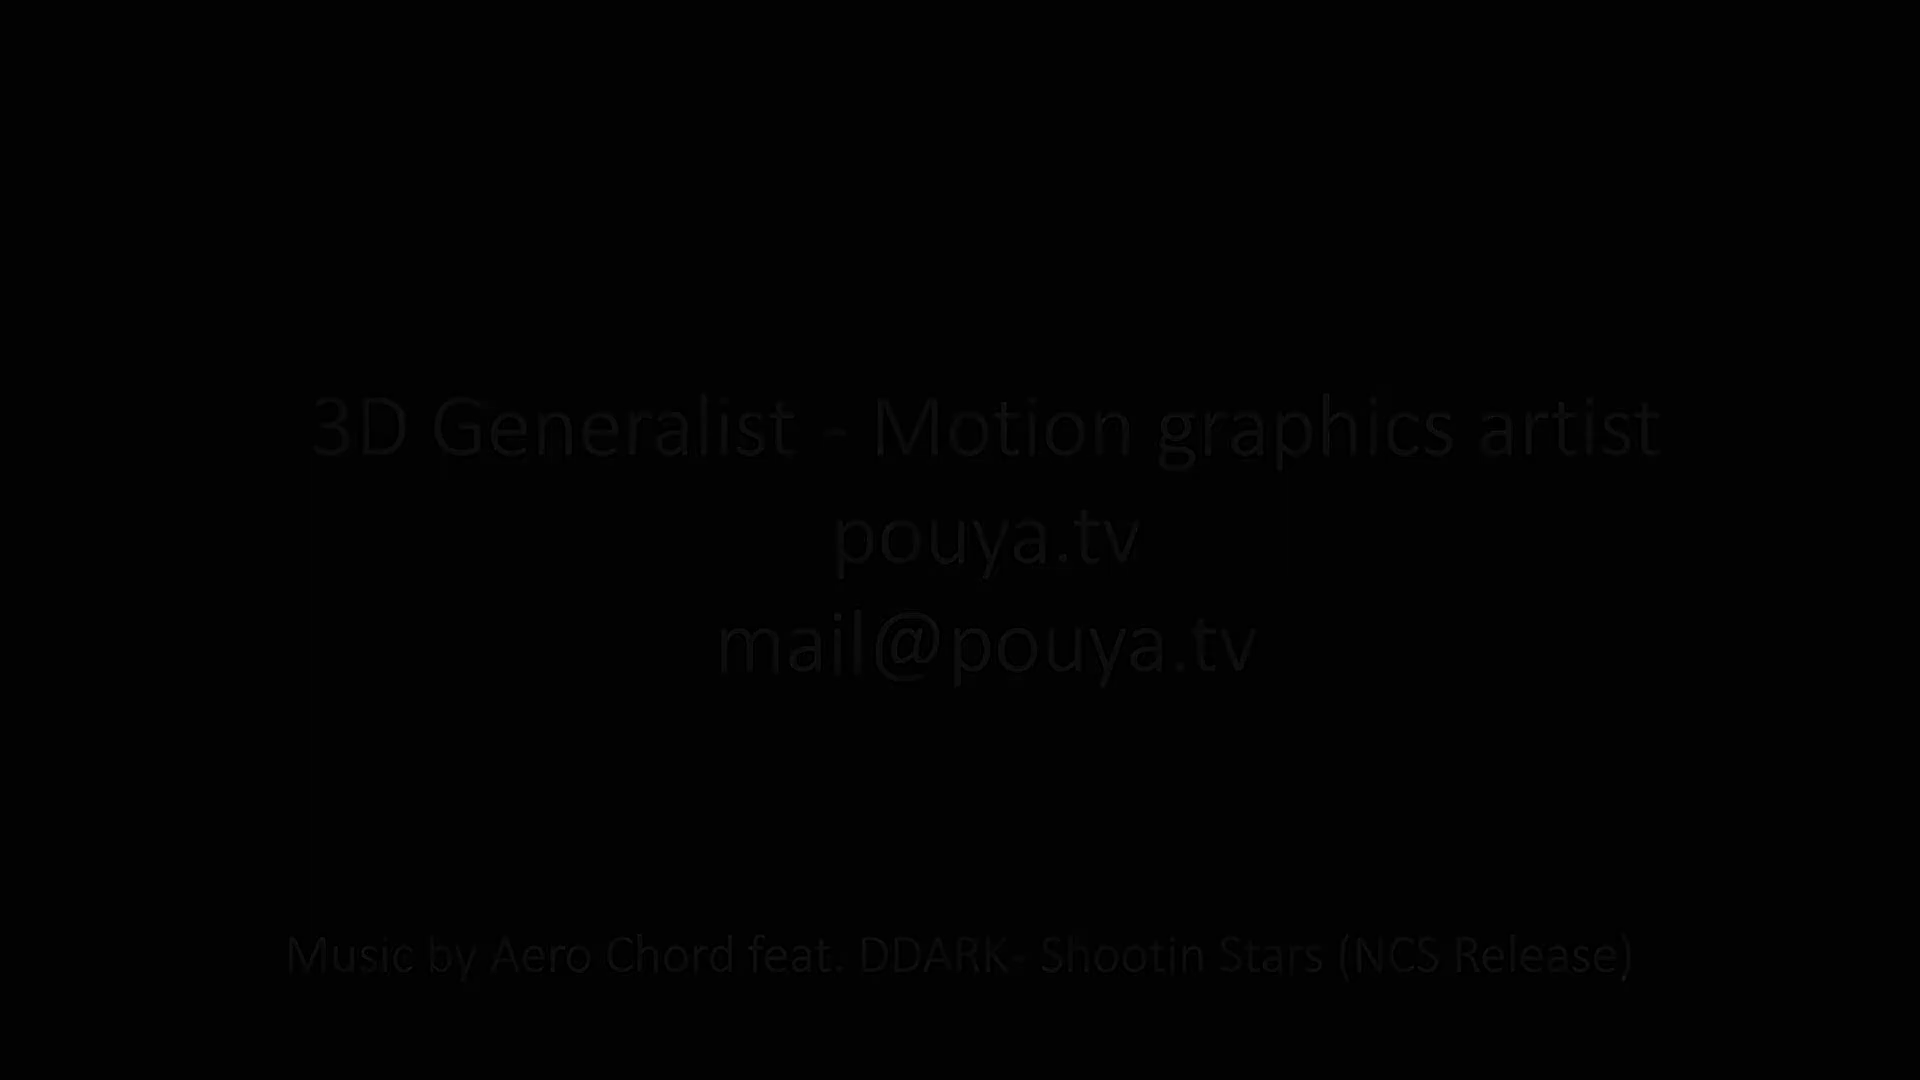 3D Generalist - Motion graphics artist
pouya.tv
mail@pouya.tv
Music by Aero Chord feat. DDARK- Shootin Stars (NCS Release)